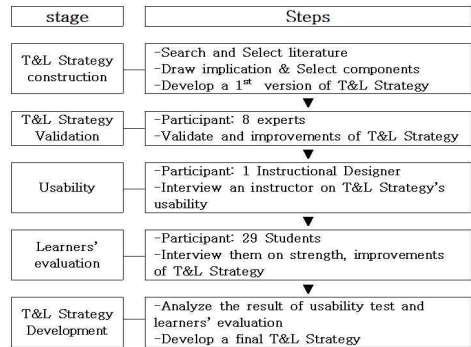 stage
Steps
T&L Strategy
construction
-Search and Select literature
-Draw implication & Select components
-Develop a 1st version of T&L Strategy
T&L Strategy
Validation
-Participant: 8 experts
-Validate and improvements of T&L Strategy
Usability
-Participant: 1 Instructional Designer
-Interview an instructor on T&L Strategy's
usability
Learners'
evaluation
-Participant: 29 Students
-Interview them on strength, improvements
of T&L Strategy
T&L Strategy
Development
-Analyze the result of usability test and
learners' evaluation
-Develop a final T&L Strategy